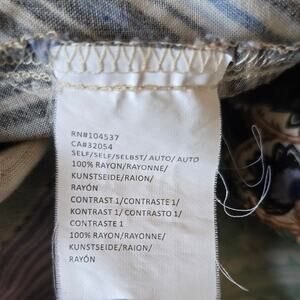 RN#104537
CA#32054
SELF/SELF/SELBST/ AUTO/ AUTO
100% RAYON/RAYONNE/
KUNSTSEIDE/RAION/
RAYÓN
CONTRAST 1/CONTRASTE 1/
KONTRAST 1/ CONTRASTO 1/
CONTRASTE 1
100% RAYON/RAYONNE/
KUNSTSEIDE/RAION/
RAYÓN